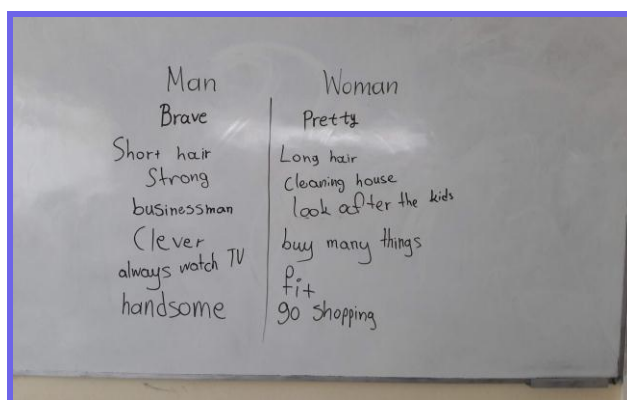 Man Woman
Brave Pretty
Short hair Long hair
Strong Cleaning house
businessman look after the kids
Clever buy many things
always watch TV fit
handsome go shopping